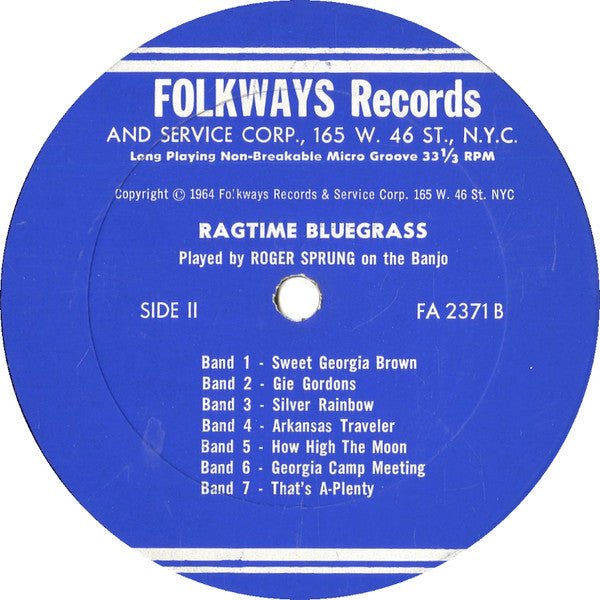 FOLKWAYS Records
AND SERVICE CORP., 165 W. 46 ST., N.Y.C.
Long Playing Non-Breakable Micro Groove 33 1/3 RPM
Copyright © 1964 Folkways Records & Service Corp. 165 W. 46 St. NYC
RAGTIME BLUEGRASS
Played by ROGER SPRUNG on the Banjo
SIDE II FA 2371 B
Band 1 - Sweet Georgia Brown
Band 2 - Gie Gordons
Band 3 - Silver Rainbow
Band 4 - Arkansas Traveler
Band 5 - How High The Moon
Band 6 - Georgia Camp Meeting
Band 7 - That's A-Plenty